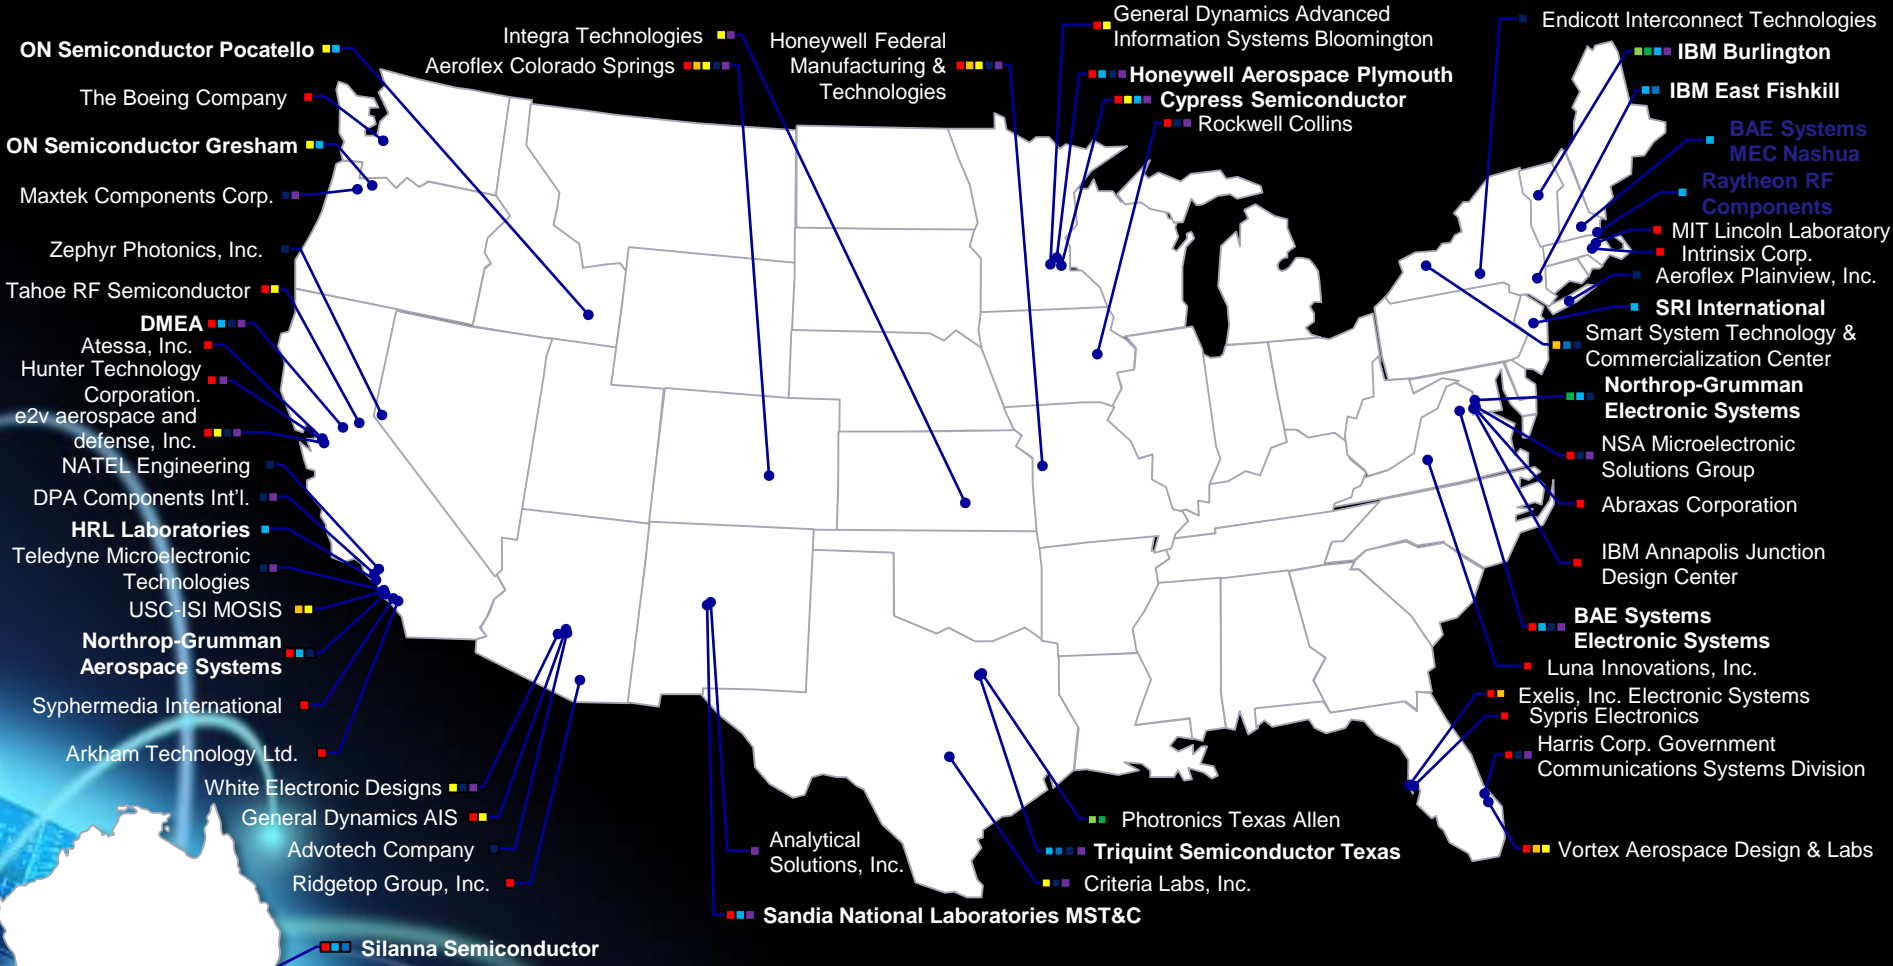 ON Semiconductor Pocatello
The Boeing Company
ON Semiconductor Gresham
Maxtek Components Corp.
Zephyr Photonics, Inc.
Tahoe RF Semiconductor
DMEA
Atessa, Inc.
Hunter Technology
Corporation.
e2v aerospace and
defense, Inc.
NATEL Engineering
DPA Components Int'l.
HRL Laboratories
Teledyne Microelectronic
Technologies
USC-ISI MOSIS
Northrop-Grumman
Aerospace Systems
Syphermedia International
Arkham Technology Ltd.
White Electronic Designs
General Dynamics AIS
Advotech Company
Ridgetop Group, Inc.
Silanna Semiconductor
Integra Technologies
Aeroflex Colorado Springs
Honeywell Federal
Manufacturing &
Technologies
General Dynamics Advanced
Information Systems Bloomington
Honeywell Aerospace Plymouth
Cypress Semiconductor
Rockwell Collins
Endicott Interconnect Technologies
IBM Burlington
IBM East Fishkill
BAE Systems
MEC Nashua
Raytheon RF
Components
MIT Lincoln Laboratory
Intrinsix Corp.
Aeroflex Plainview, Inc.
SRI International
Smart System Technology &
Commercialization Center
Northrop-Grumman
Electronic Systems
NSA Microelectronic
Solutions Group
Abraxas Corporation
IBM Annapolis Junction
Design Center
BAE Systems
Electronic Systems
Luna Innovations, Inc.
Exelis, Inc. Electronic Systems
Sypris Electronics
Harris Corp. Government
Communications Systems Division
Vortex Aerospace Design & Labs
Photronics Texas Allen
Triquint Semiconductor Texas
Criteria Labs, Inc.
Analytical
Solutions, Inc.
Sandia National Laboratories MST&C